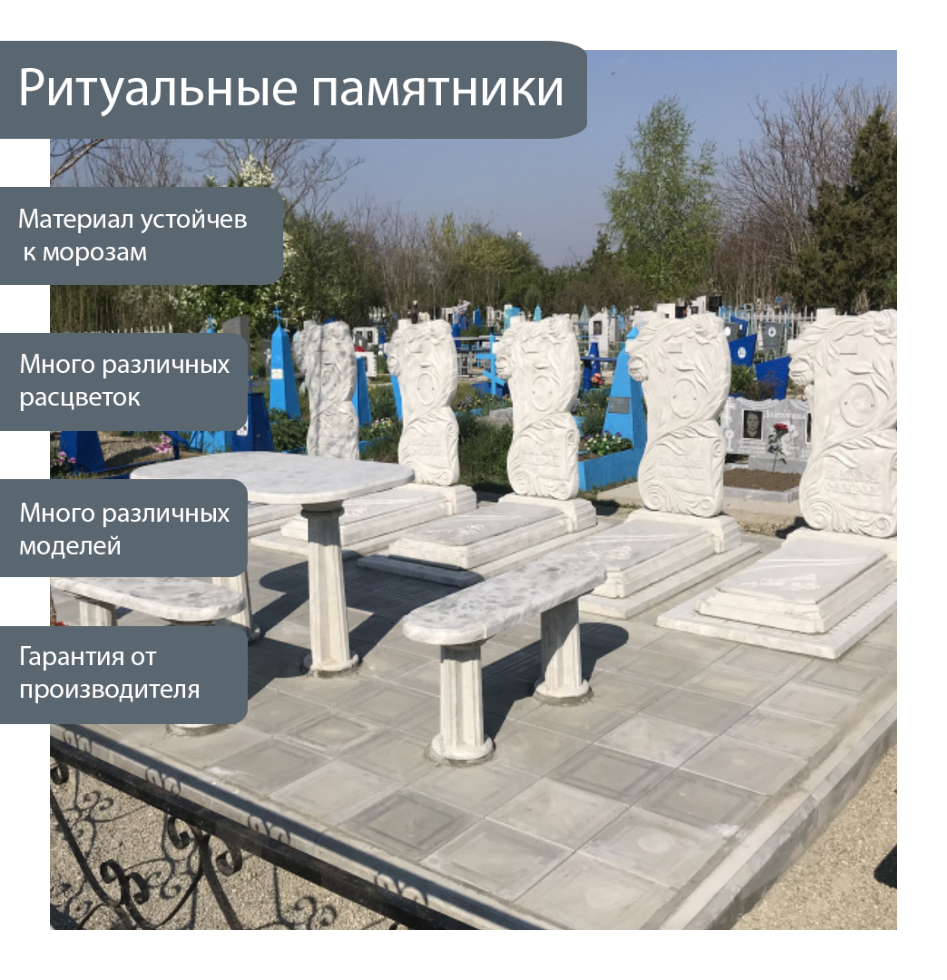 Ритуальные памятники
Материал устойчев
к морозам
Много различных
расцветок
Много различных
моделей
Гарантия от
производителя